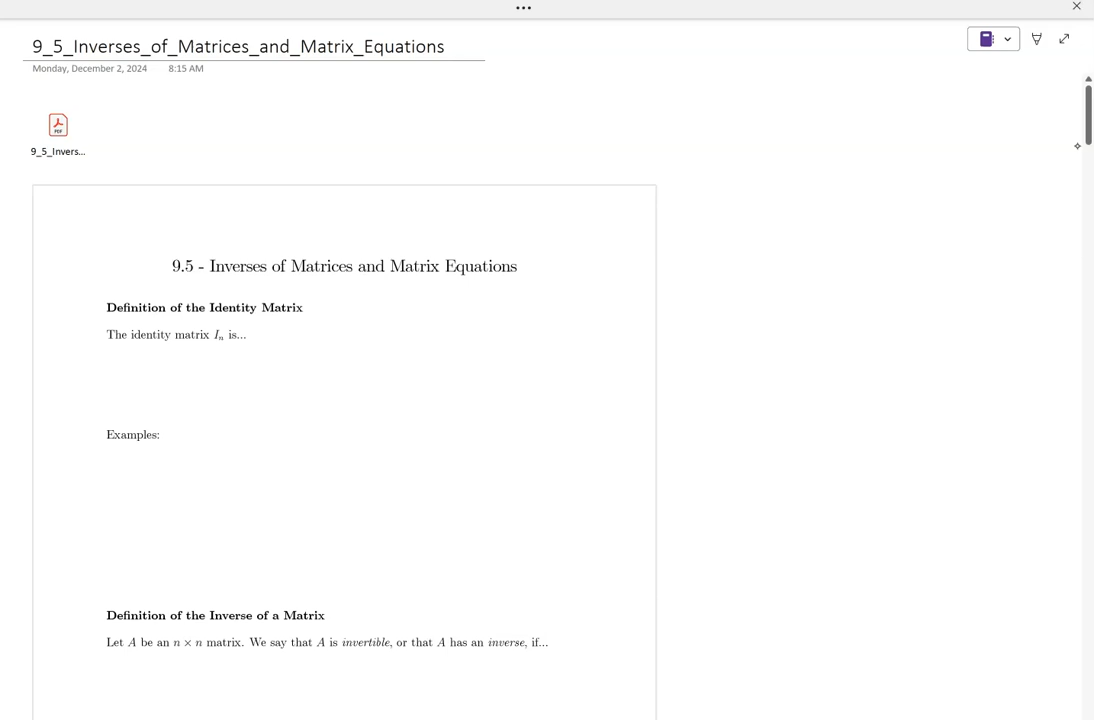 9_5_Inverses_of_Matrices_and_Matrix_Equations
Monday, December 2, 2024 8:15 AM
PDF
9_5_Invers...
9.5 - Inverses of Matrices and Matrix Equations
Definition of the Identity Matrix
The identity matrix Iₙ is...
Examples:
Definition of the Inverse of a Matrix
Let A be an n × n matrix. We say that A is invertible, or that A has an inverse, if...